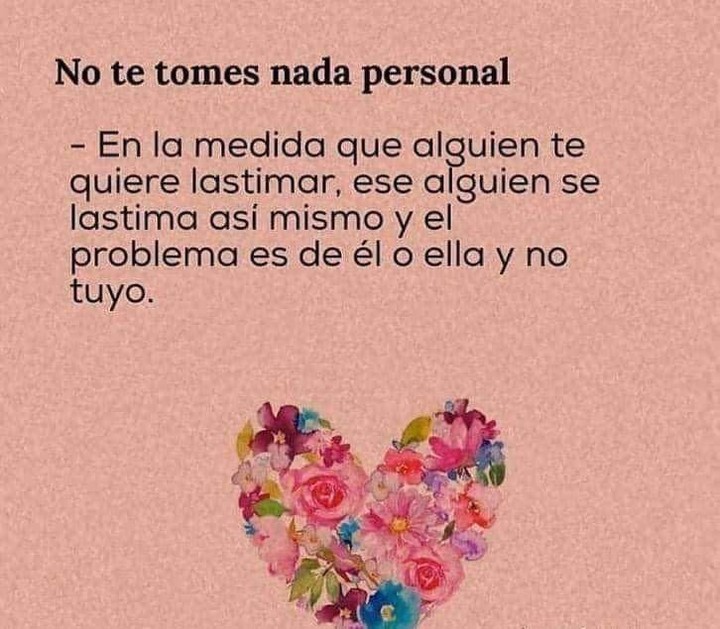 No te tomes nada personal
- En la medida que alguien te
quiere lastimar, ese alguien se
lastima así mismo y el
problema es de él o ella y no
tuyo.